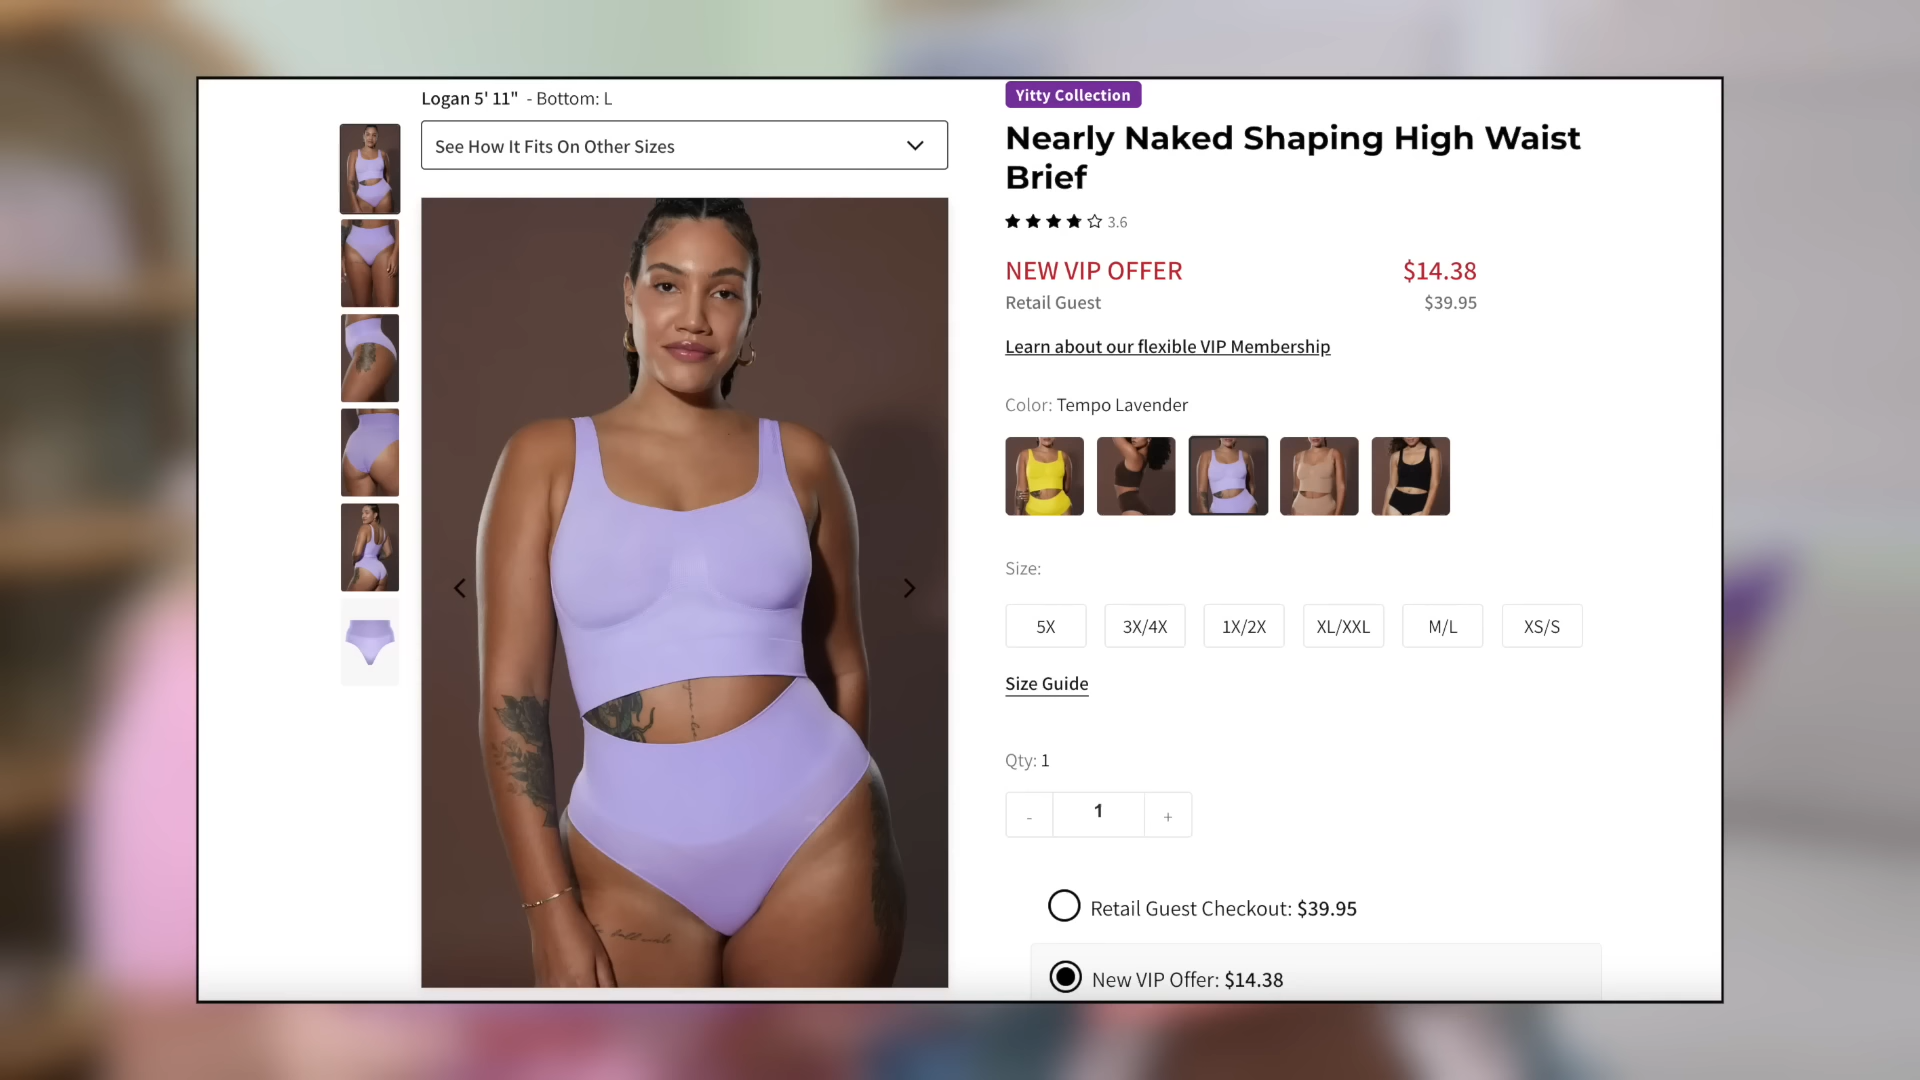 Logan 5' 11" - Bottom: L
See How It Fits On Other Sizes
Yitty Collection
Nearly Naked Shaping High Waist
Brief
3.6
NEW VIP OFFER $14.38
Retail Guest $39.95
Learn about our flexible VIP Membership
Color: Tempo Lavender
Size:
5X 3X/4X 1X/2X XL/XXL M/L XS/S
Size Guide
Qty: 1
- 1 +
Retail Guest Checkout: $39.95
New VIP Offer: $14.38